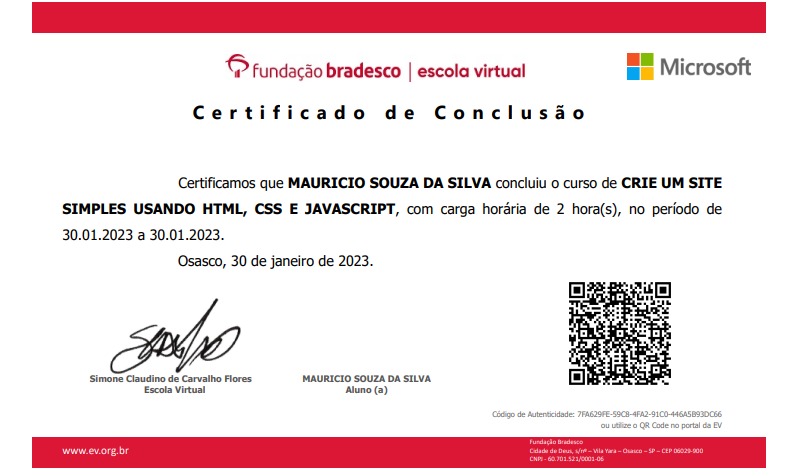 fundação bradesco | escola virtual
Microsoft
Certificado de Conclusão
Certificamos que MAURICIO SOUZA DA SILVA concluiu o curso de CRIE UM SITE
SIMPLES USANDO HTML, CSS E JAVASCRIPT, com carga horária de 2 hora(s), no período de
30.01.2023 a 30.01.2023.
Osasco, 30 de janeiro de 2023.
Simone Claudino de Carvalho Flores
Escola Virtual
MAURICIO SOUZA DA SILVA
Aluno (a)
Código de Autenticidade: 7FA629FE-59C8-4FA2-91C0-446A5B93DC66
ou utilize o QR Code no portal da EV
www.ev.org.br
Fundação Bradesco
Cidade de Deus, s/nº – Vila Yara – Osasco – SP – CEP 06029-900
CNPJ - 60.701.521/0001-06